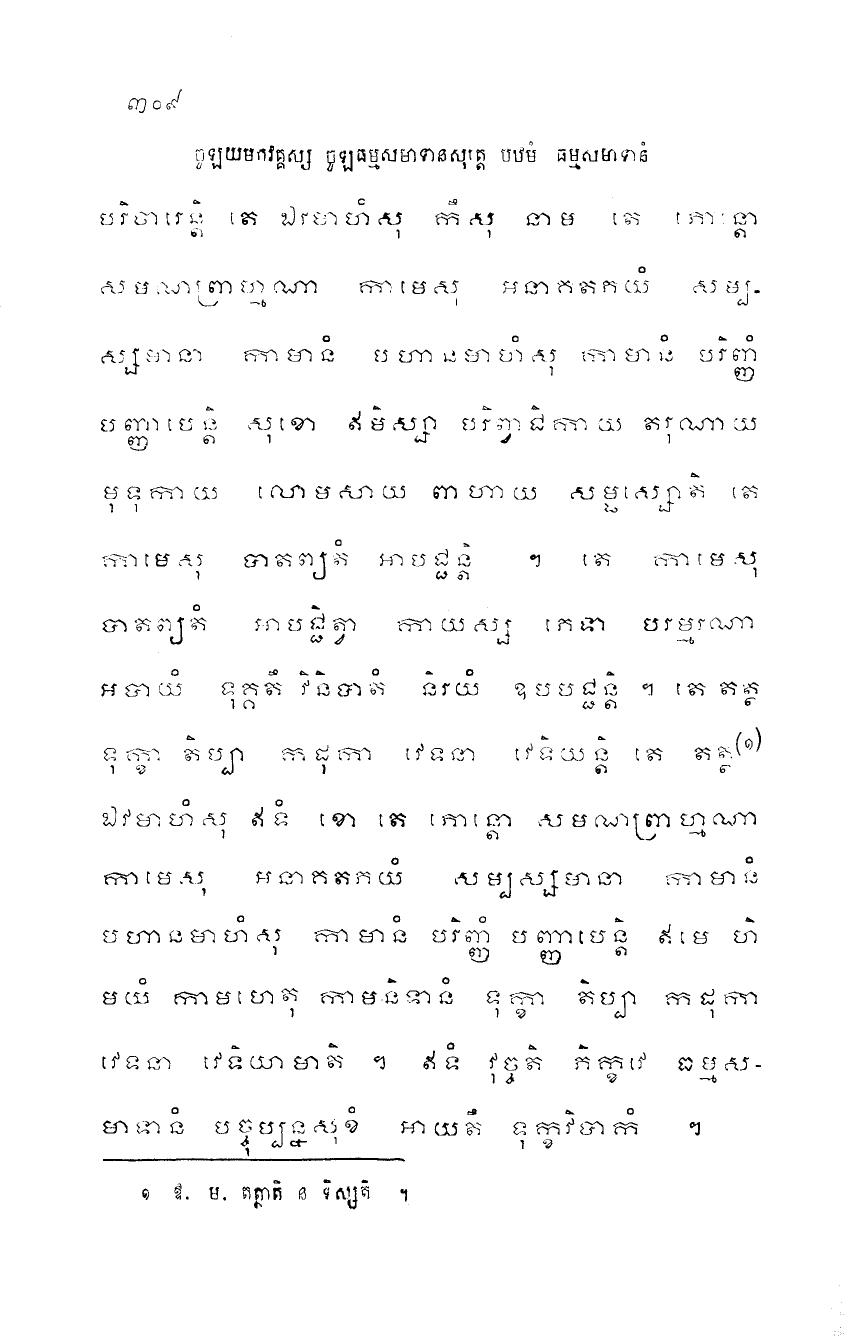 ៣០៩
ចូឡយមកវគ្គស្ស ចូឡធម្មសមាទានសុត្តេ បឋមំ ធម្មសមាទានំ
បរិចារេន្តិ តេ ឯវមាហំសុ កឹសុ នាម តេ ភោន្តោ
សមណព្រាហ្មណា កាមេសុ អនាគតភយំ សម្ប-
ស្សមានា កាមានំ បហានមាហំសុ កាមានំ បរិញ្ញំ
បញ្ញាបេន្តិ សុខោ ឥមិស្សា បរិព្វាជិកាយ តរុណាយ
មុទុកាយ លោមសាយ ពាហាយ សម្ផស្សោតិ តេ
កាមេសុ បាតព្យតំ អាបជ្ជន្តិ ។ តេ កាមេសុ
បាតព្យតំ អាបជ្ជិត្វា កាយស្ស ភេទា បរម្មរណា
អបាយំ ទុគ្គតឹ វិនិបាតំ និរយំ ឧបបជ្ជន្តិ ។ តេ តត្ថ
ទុក្ខា តិប្បា កដុកា វេទនា វេទិយន្តិ តេ តត្ថ(១)
ឯវមាហំសុ ឥទំ ខោ តេ ភោន្តោ សមណព្រាហ្មណា
កាមេសុ អនាគតភយំ សម្បស្សមានា កាមានំ
បហានមាហំសុ កាមានំ បរិញ្ញំ បញ្ញាបេន្តិ ឥមេ ហិ
មយំ កាមហេតុ កាមនិទានំ ទុក្ខា តិប្បា កដុកា
វេទនា វេទិយាមាតិ ។ ឥទំ វុច្ចតិ ភិក្ខវេ ធម្មស-
មាទានំ បច្ចុប្បន្នសុខំ អាយតឹ ទុក្ខវិបាកំ ។
១ ឱ. ម. តត្ថាតិ ន ទិស្សតិ ។